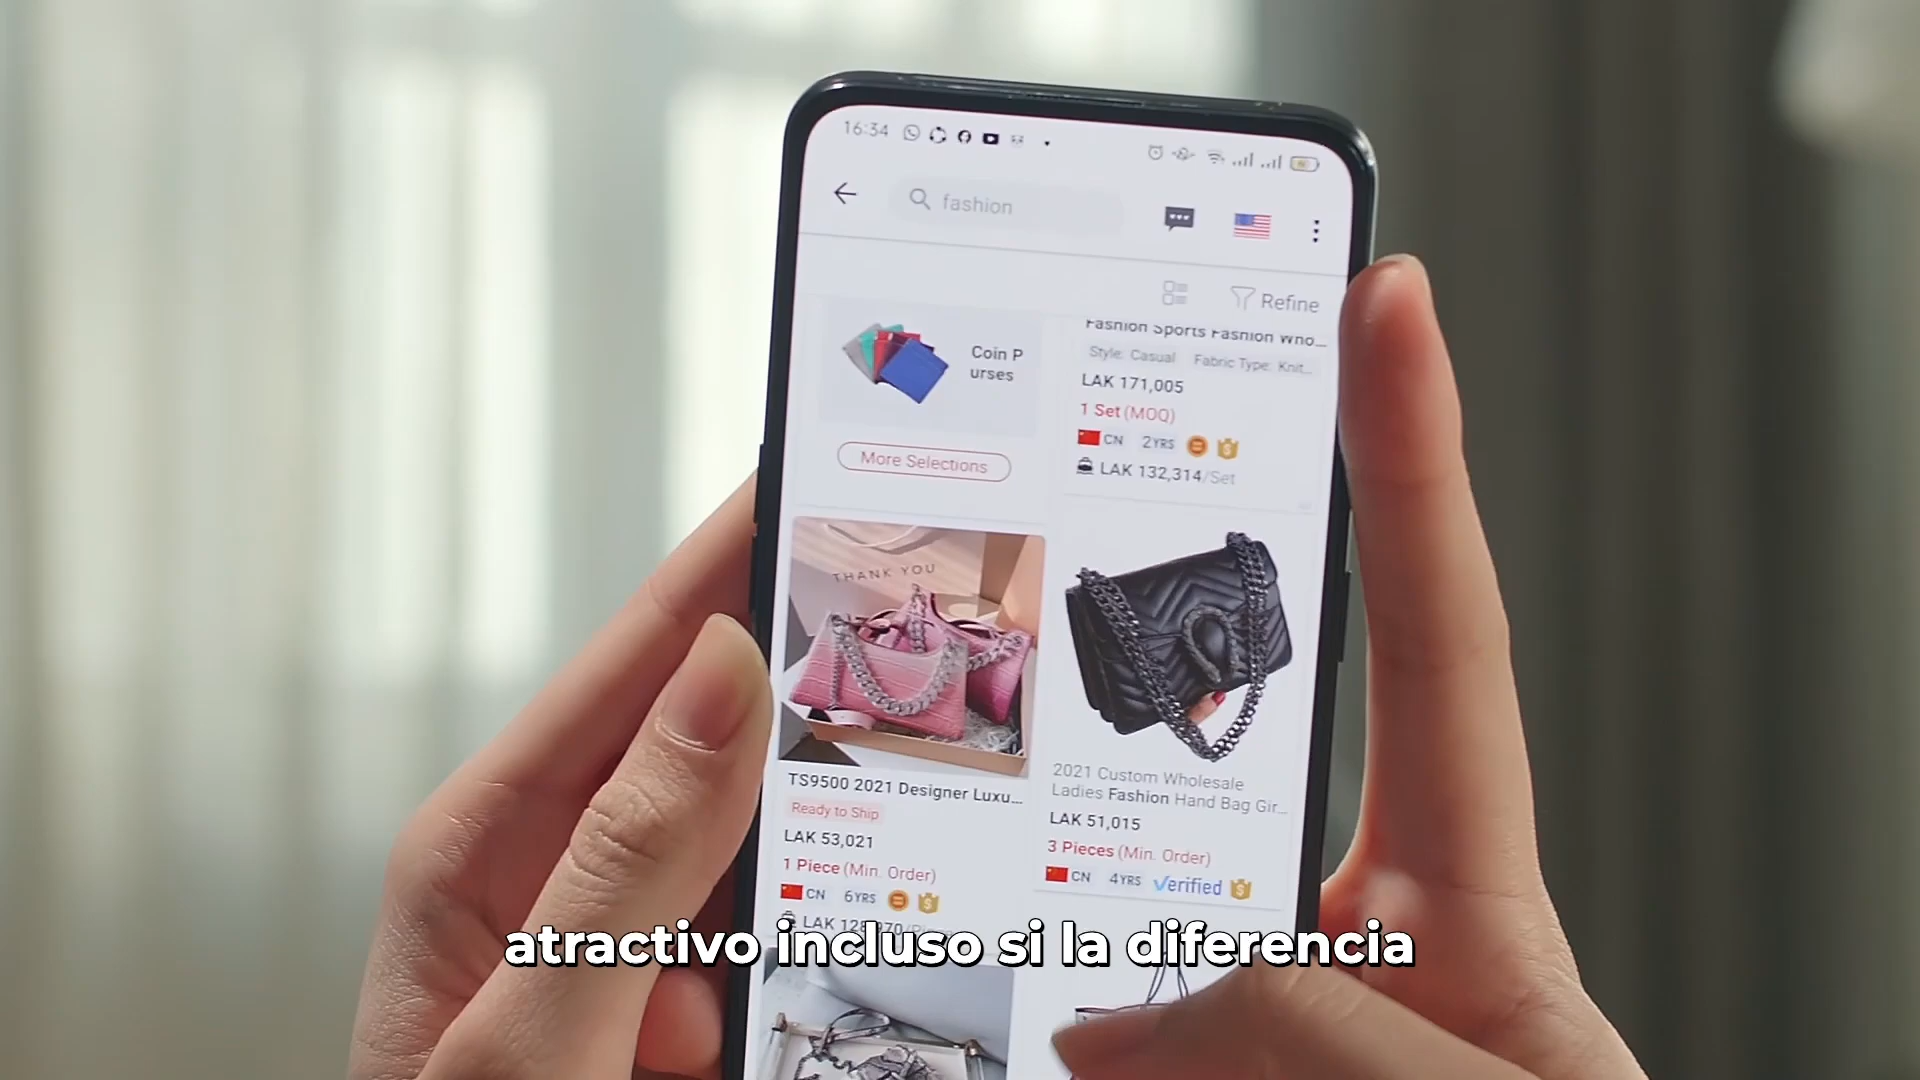 16:34
fashion
Refine
Coin P
urses
More Selections
Fashion Sports Fashion Who...
Style: Casual Fabric Type: Knit...
LAK 171,005
1 Set (MOQ)
CN 2YRS
LAK 132,314/Set
THANK YOU
TS9500 2021 Designer Luxu...
Ready to Ship
LAK 53,021
1 Piece (Min. Order)
CN 6YRS
2021 Custom Wholesale
Ladies Fashion Hand Bag Gir...
LAK 51,015
3 Pieces (Min. Order)
CN 4YRS Verified
atractivo incluso si la diferencia